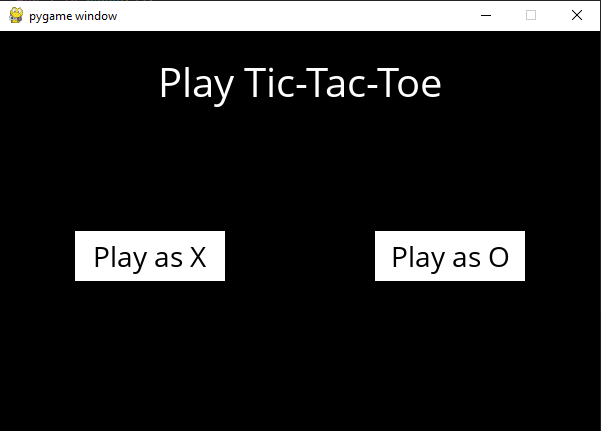 pygame window
Play Tic-Tac-Toe
Play as X
Play as O